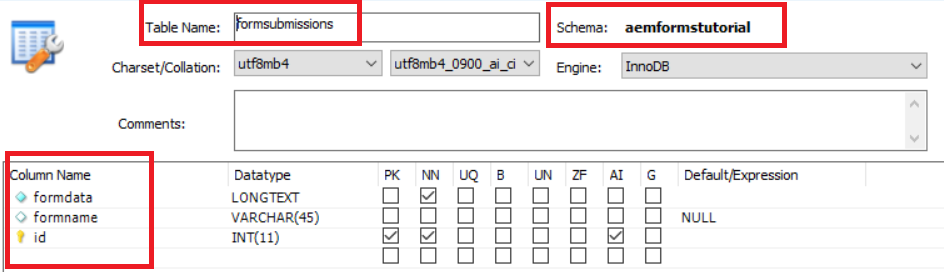 Table Name: formsubmissions Schema: aemformstutorial
Charset/Collation: utf8mb4 utf8mb4_0900_ai_ci Engine: InnoDB
Comments:
Column Name Datatype PK NN UQ B UN ZF AI G Default/Expression
formdata LONGTEXT
formname VARCHAR(45) NULL
id INT(11)